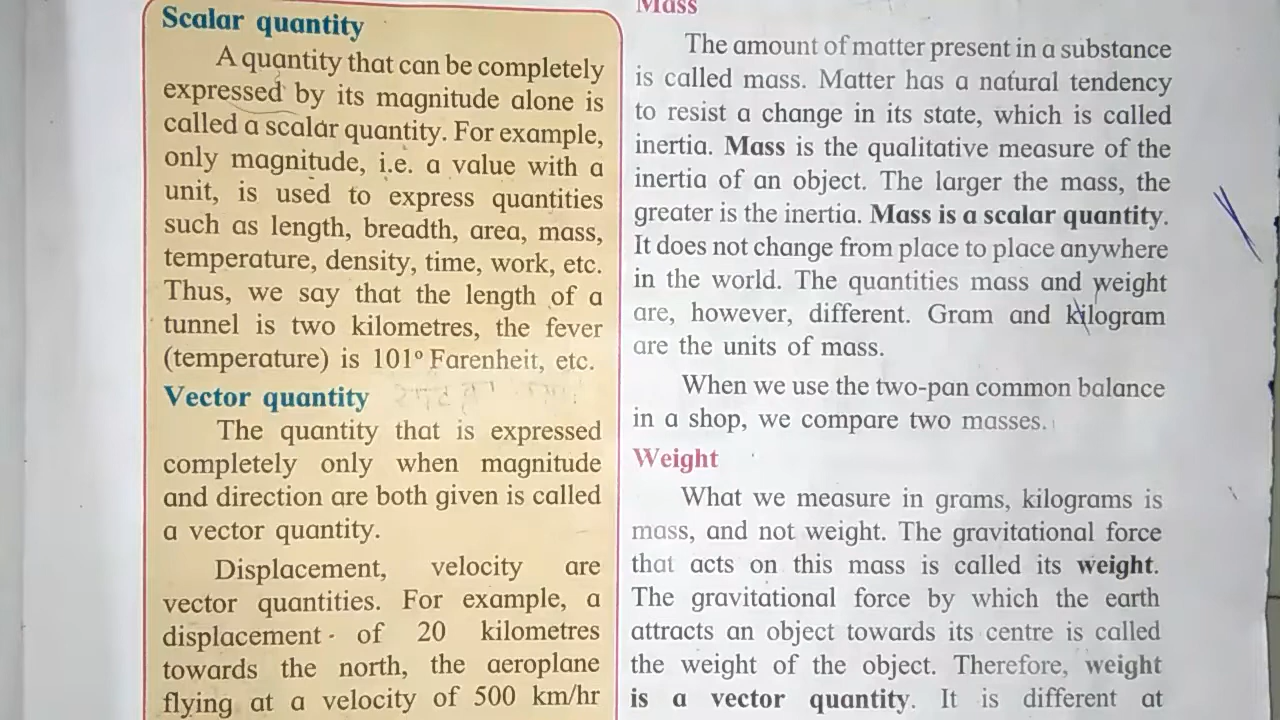 Scalar quantity
A quantity that can be completely
expressed by its magnitude alone is
called a scalar quantity. For example,
only magnitude, i.e. a value with a
unit, is used to express quantities
such as length, breadth, area, mass,
temperature, density, time, work, etc.
Thus, we say that the length of a
tunnel is two kilometres, the fever
(temperature) is 101° Farenheit, etc.
Vector quantity
The quantity that is expressed
completely only when magnitude
and direction are both given is called
a vector quantity.
Displacement, velocity are
vector quantities. For example, a
displacement of 20 kilometres
towards the north, the aeroplane
flying at a velocity of 500 km/hr
Mass
The amount of matter present in a substance
is called mass. Matter has a natural tendency
to resist a change in its state, which is called
inertia. Mass is the qualitative measure of the
inertia of an object. The larger the mass, the
greater is the inertia. Mass is a scalar quantity.
It does not change from place to place anywhere
in the world. The quantities mass and weight
are, however, different. Gram and kilogram
are the units of mass.
When we use the two-pan common balance
in a shop, we compare two masses.
Weight
What we measure in grams, kilograms is
mass, and not weight. The gravitational force
that acts on this mass is called its weight.
The gravitational force by which the earth
attracts an object towards its centre is called
the weight of the object. Therefore, weight
is a vector quantity. It is different at